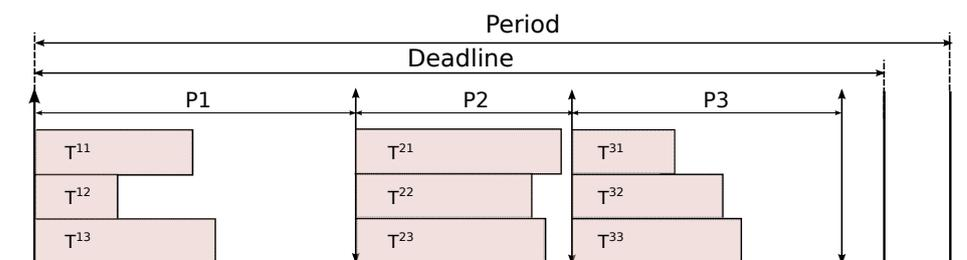 Period
Deadline
P1 P2 P3
T¹¹ T²¹ T³¹
T¹² T²² T³²
T¹³ T²³ T³³